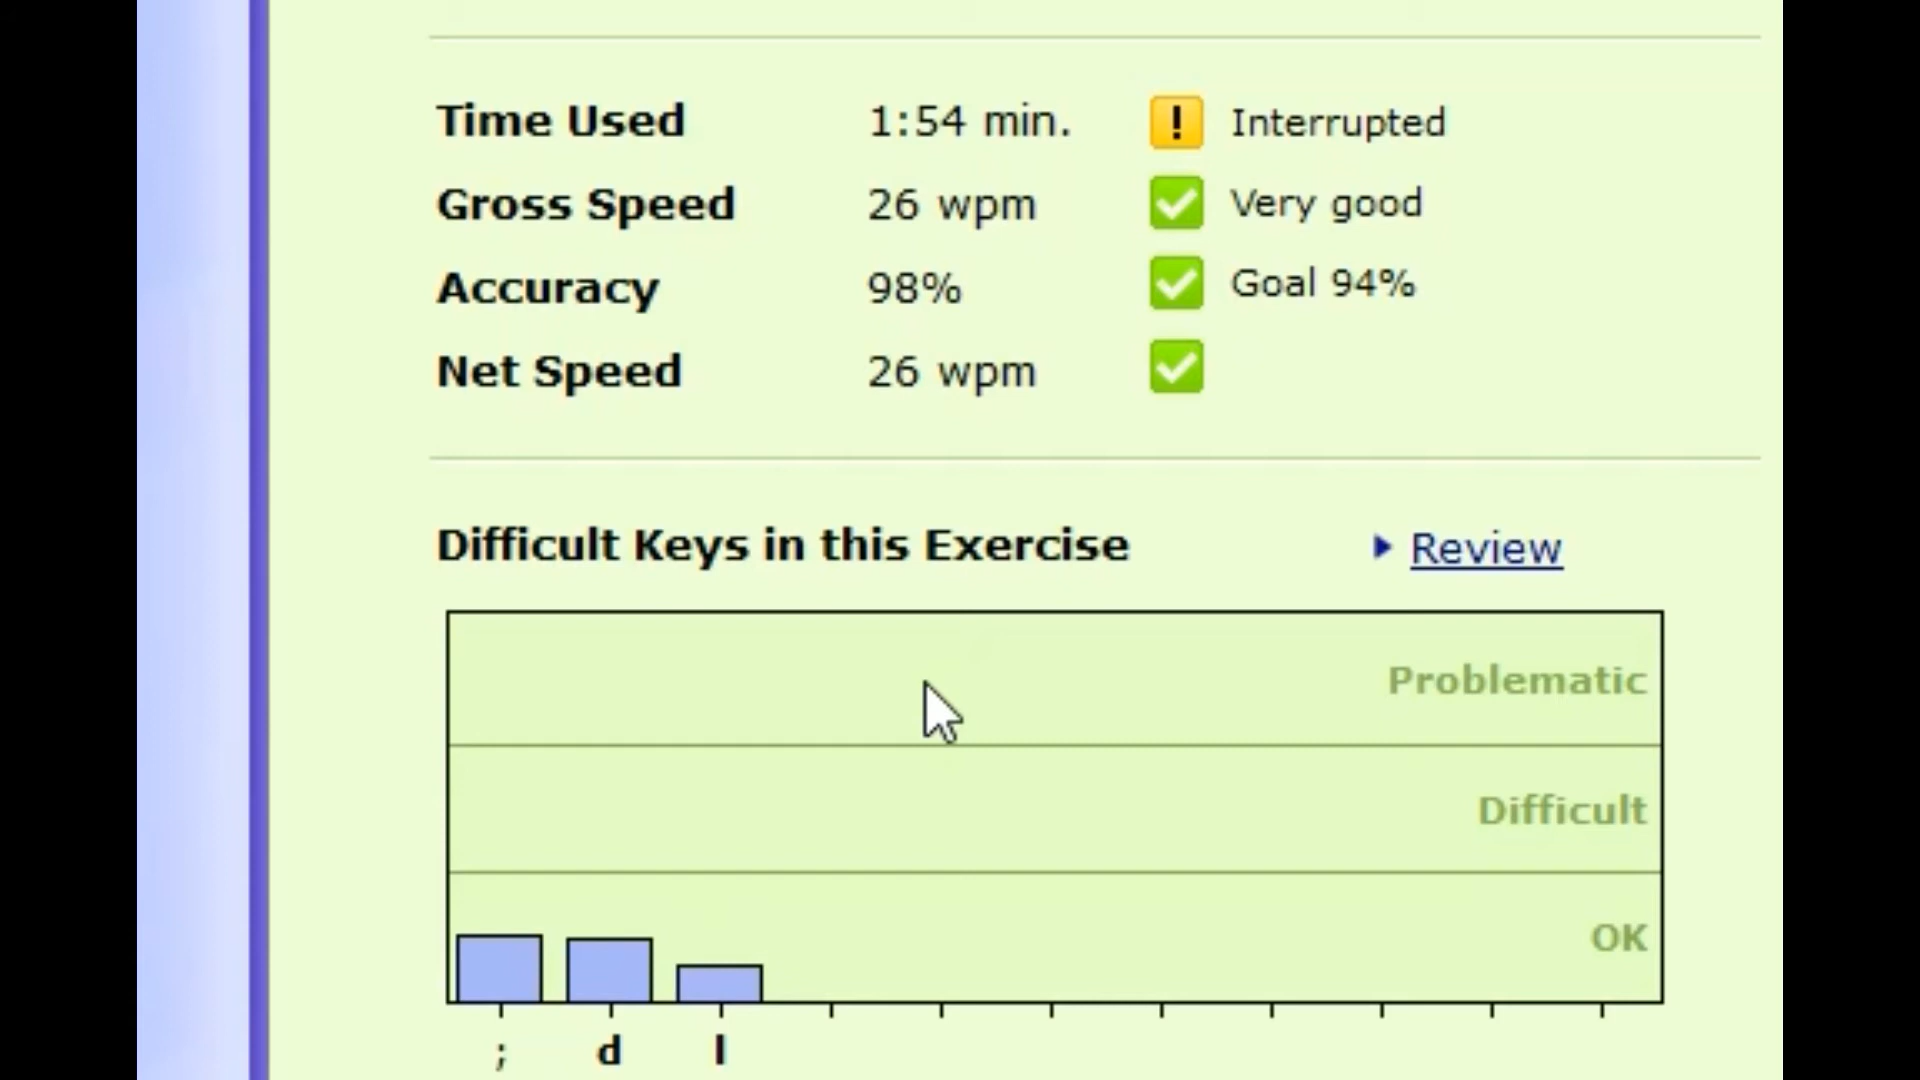 Time Used 1:54 min. ! Interrupted
Gross Speed 26 wpm Very good
Accuracy 98% Goal 94%
Net Speed 26 wpm
Difficult Keys in this Exercise Review
Problematic
Difficult
OK
; d l